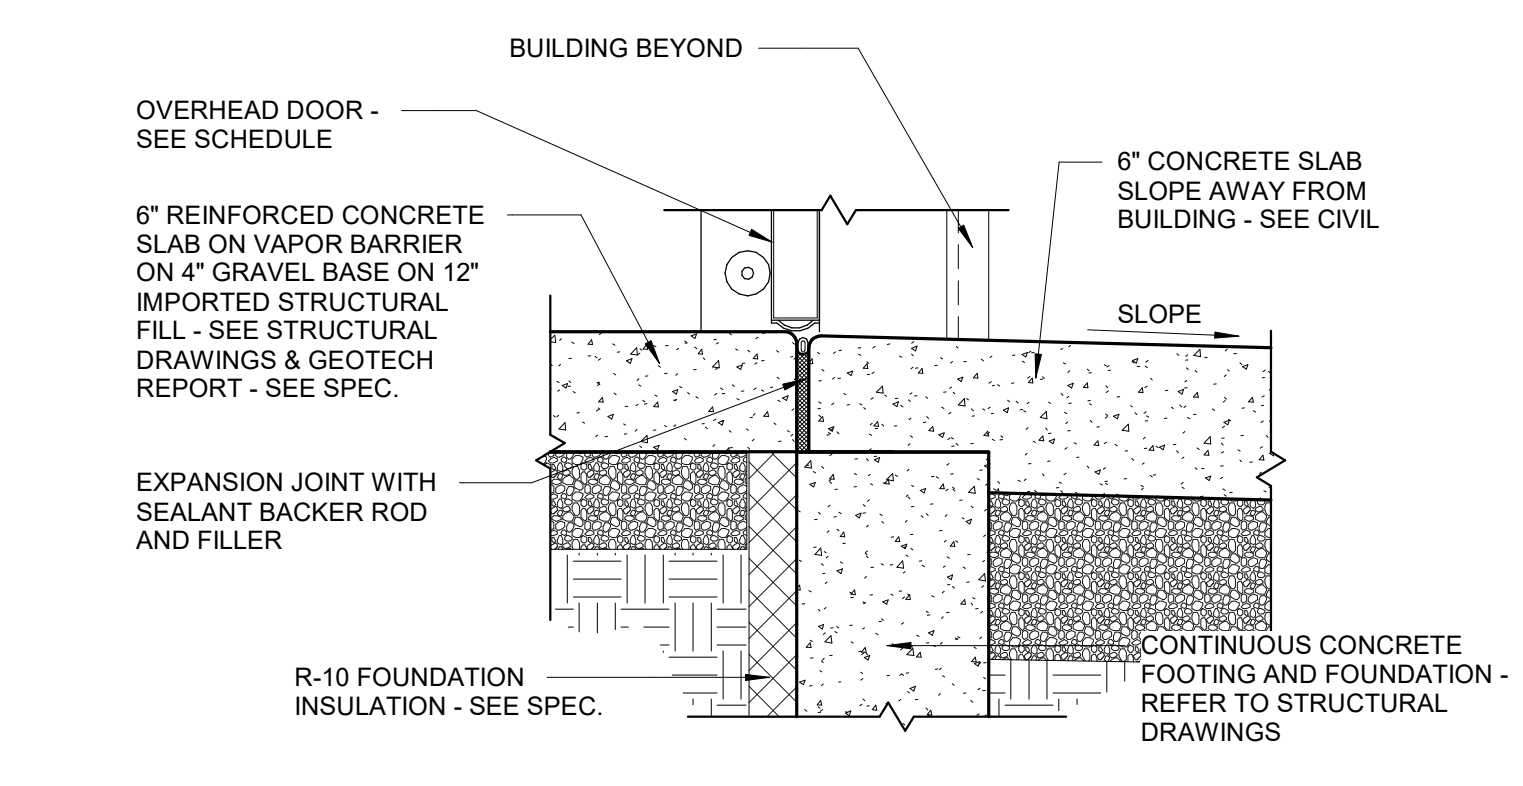 BUILDING BEYOND
OVERHEAD DOOR -
SEE SCHEDULE
6" CONCRETE SLAB
SLOPE AWAY FROM
BUILDING - SEE CIVIL
6" REINFORCED CONCRETE
SLAB ON VAPOR BARRIER
ON 4" GRAVEL BASE ON 12"
IMPORTED STRUCTURAL
FILL - SEE STRUCTURAL
DRAWINGS & GEOTECH
REPORT - SEE SPEC.
SLOPE
EXPANSION JOINT WITH
SEALANT BACKER ROD
AND FILLER
R-10 FOUNDATION
INSULATION - SEE SPEC.
CONTINUOUS CONCRETE
FOOTING AND FOUNDATION -
REFER TO STRUCTURAL
DRAWINGS